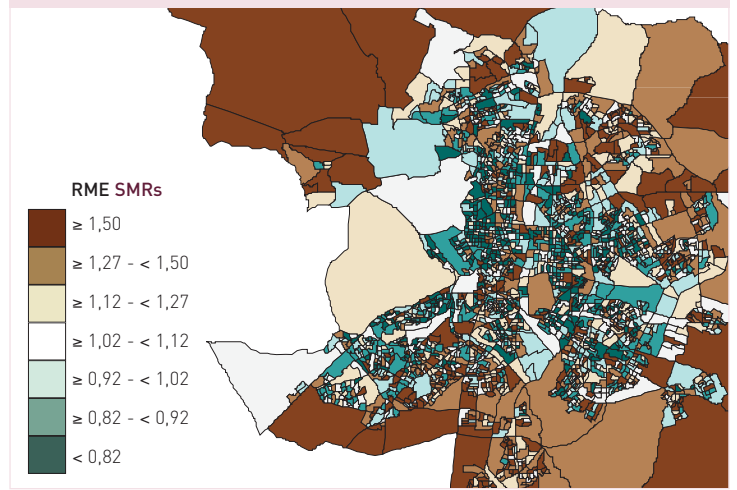 RME SMRs
≥ 1,50
≥ 1,27 - < 1,50
≥ 1,12 - < 1,27
≥ 1,02 - < 1,12
≥ 0,92 - < 1,02
≥ 0,82 - < 0,92
< 0,82